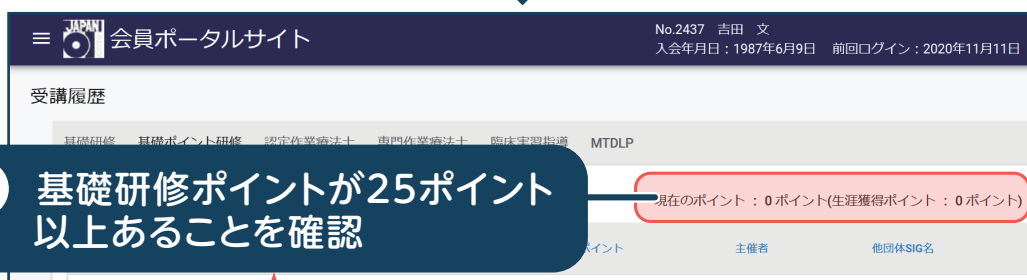 JAPAN
会員ポータルサイト
No.2437 吉田 文
入会年月日：1987年6月9日 前回ログイン：2020年11月11日
受講履歴
基礎研修 基礎ポイント研修 認定作業療法士 専門作業療法士 臨床実習指導 MTDLP
基礎研修ポイントが25ポイント
以上あることを確認
現在のポイント ： 0 ポイント(生涯獲得ポイント ： 0 ポイント)
ポイント 主催者 他団体SIG名